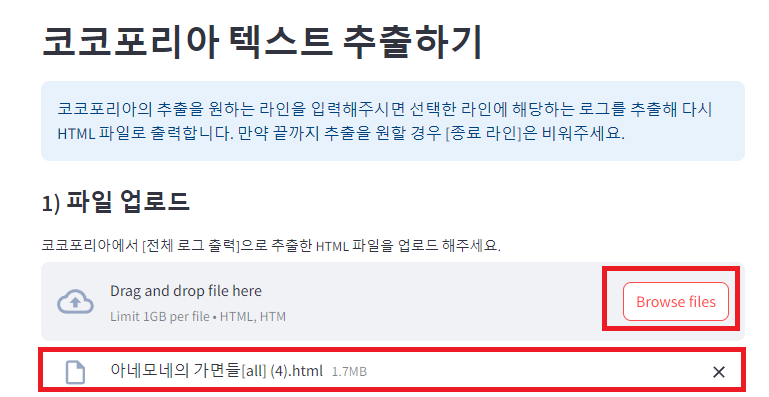 코코포리아 텍스트 추출하기
코코포리아의 추출을 원하는 라인을 입력해주시면 선택한 라인에 해당하는 로그를 추출해 다시
HTML 파일로 출력합니다. 만약 끝까지 추출을 원할 경우 [종료 라인]은 비워주세요.
1) 파일 업로드
코코포리아에서 [전체 로그 출력]으로 추출한 HTML 파일을 업로드 해주세요.
Drag and drop file here
Limit 1GB per file • HTML, HTM
Browse files
아네모네의 가면들[all] (4).html 1.7MB